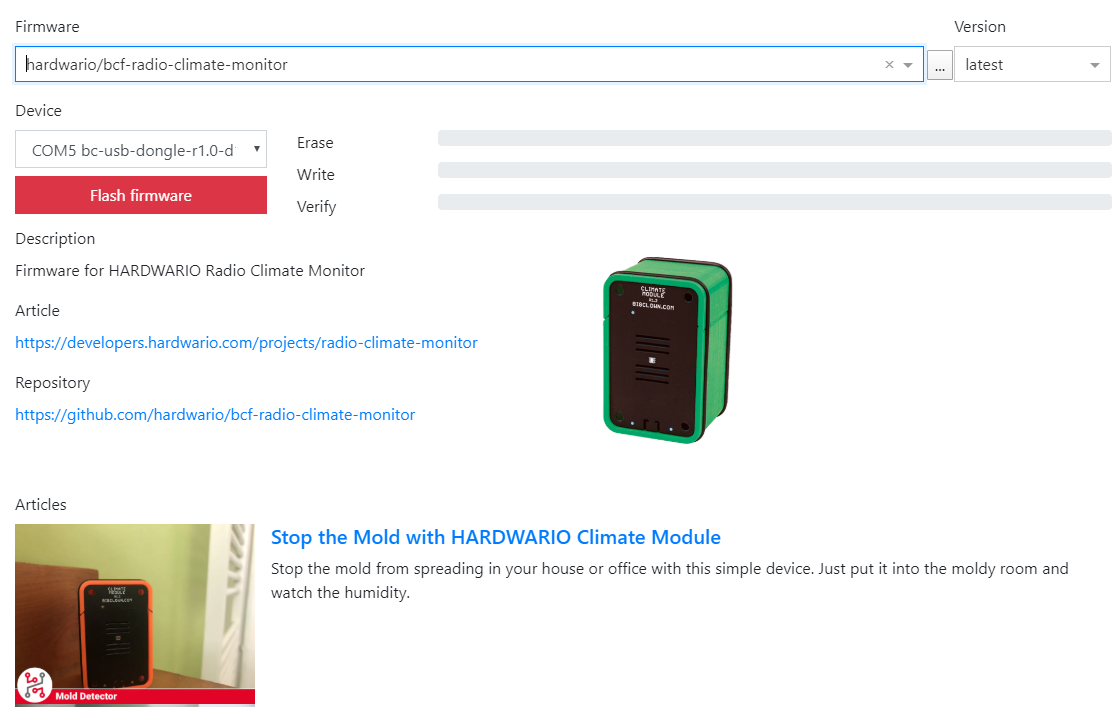 Firmware
Version
hardwario/bcf-radio-climate-monitor
...
latest
Device
COM5 bc-usb-dongle-r1.0-d
Erase
Flash firmware
Write
Verify
Description
Firmware for HARDWARIO Radio Climate Monitor
CLIMATE
MODULE
R1.3
BIGCLOWN.COM
Article
https://developers.hardwario.com/projects/radio-climate-monitor
Repository
https://github.com/hardwario/bcf-radio-climate-monitor
Articles
Stop the Mold with HARDWARIO Climate Module
Stop the mold from spreading in your house or office with this simple device. Just put it into the moldy room and
watch the humidity.
CLIMATE
MODULE
BIGCLOWN.COM
Mold Detector